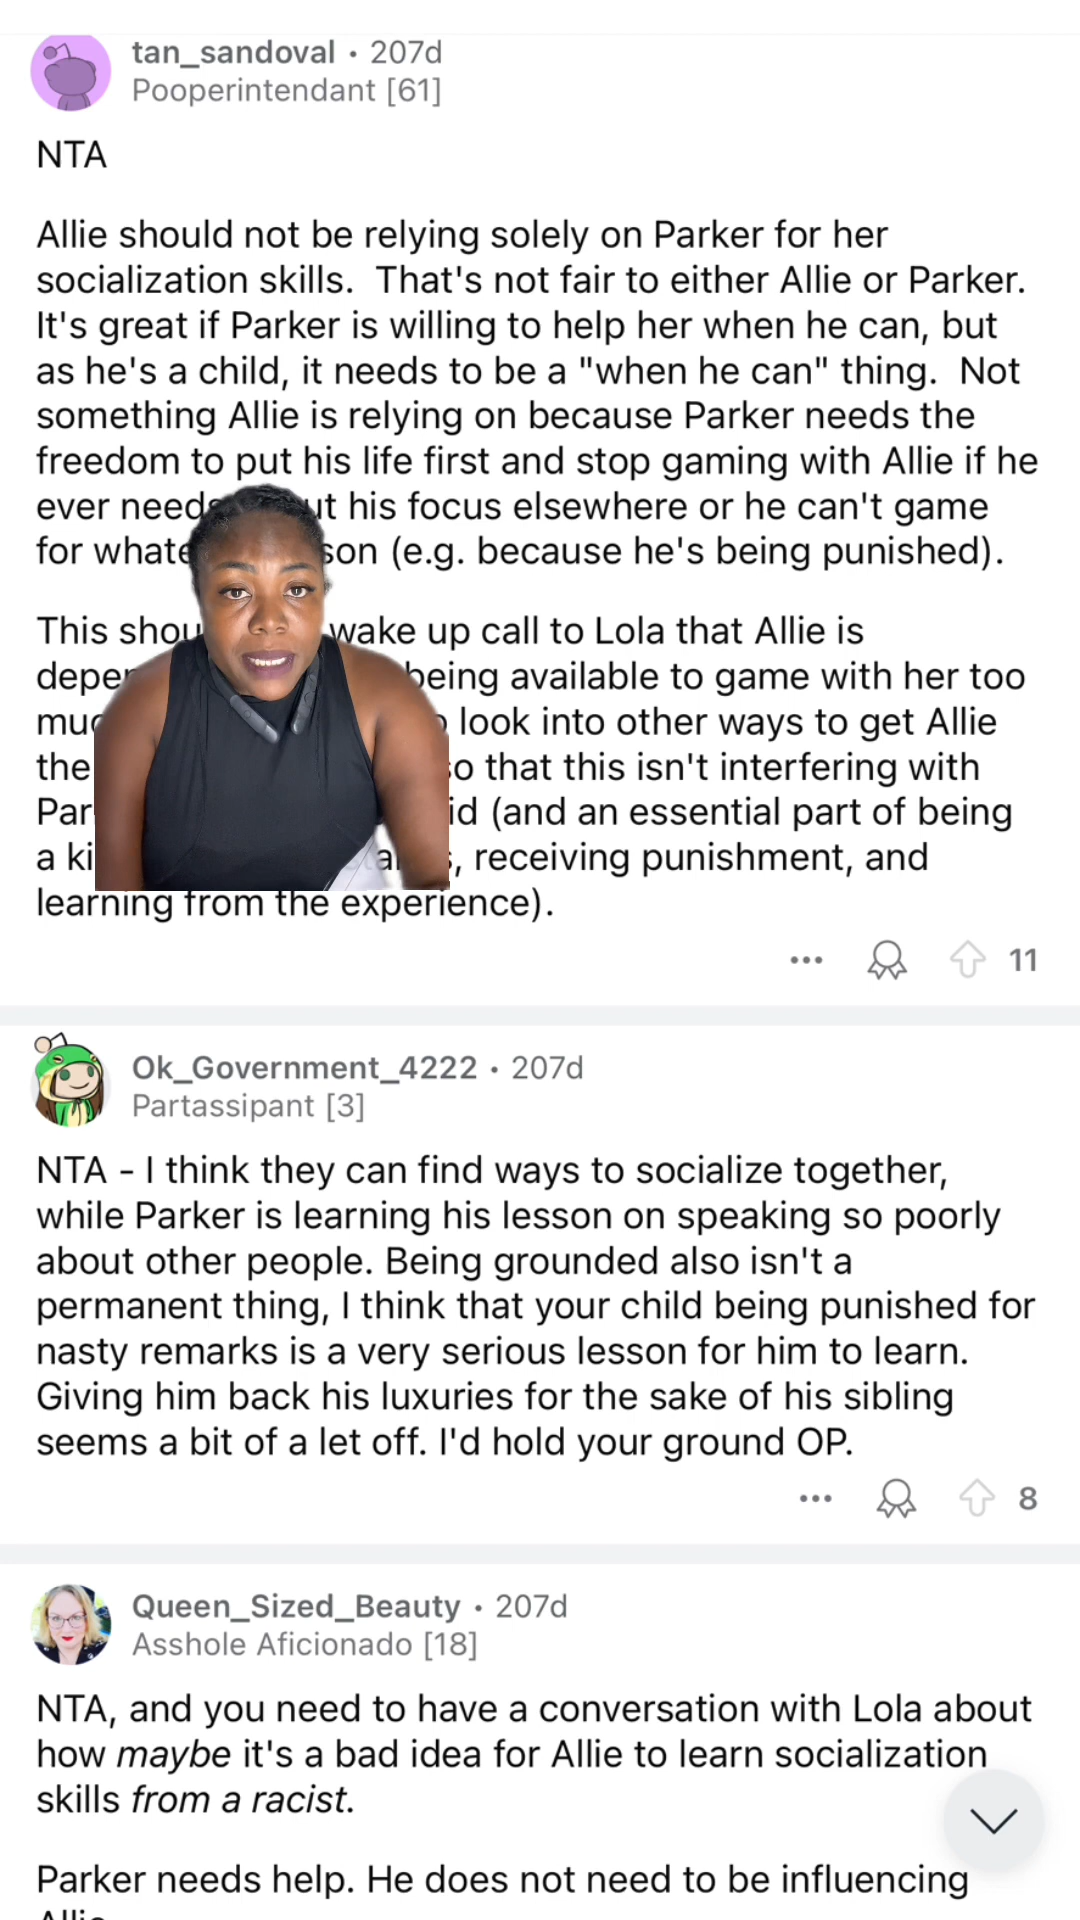 tan_sandoval • 207d
Pooperintendant [61]
NTA
Allie should not be relying solely on Parker for her
socialization skills.  That's not fair to either Allie or Parker.
It's great if Parker is willing to help her when he can, but
as he's a child, it needs to be a "when he can" thing.  Not
something Allie is relying on because Parker needs the
freedom to put his life first and stop gaming with Allie if he
ever his focus elsewhere or he can't game
for (e.g. because he's being punished).
This wake up call to Lola that Allie is
being available to game with her too
look into other ways to get Allie
the so that this isn't interfering with
(and an essential part of being
a receiving punishment, and
learning from the experience).
11
Ok_Government_4222 • 207d
Partassipant [3]
NTA - I think they can find ways to socialize together,
while Parker is learning his lesson on speaking so poorly
about other people. Being grounded also isn't a
permanent thing, I think that your child being punished for
nasty remarks is a very serious lesson for him to learn.
Giving him back his luxuries for the sake of his sibling
seems a bit of a let off. I'd hold your ground OP.
8
Queen_Sized_Beauty • 207d
Asshole Aficionado [18]
NTA, and you need to have a conversation with Lola about
how maybe it's a bad idea for Allie to learn socialization
skills from a racist.
Parker needs help. He does not need to be influencing